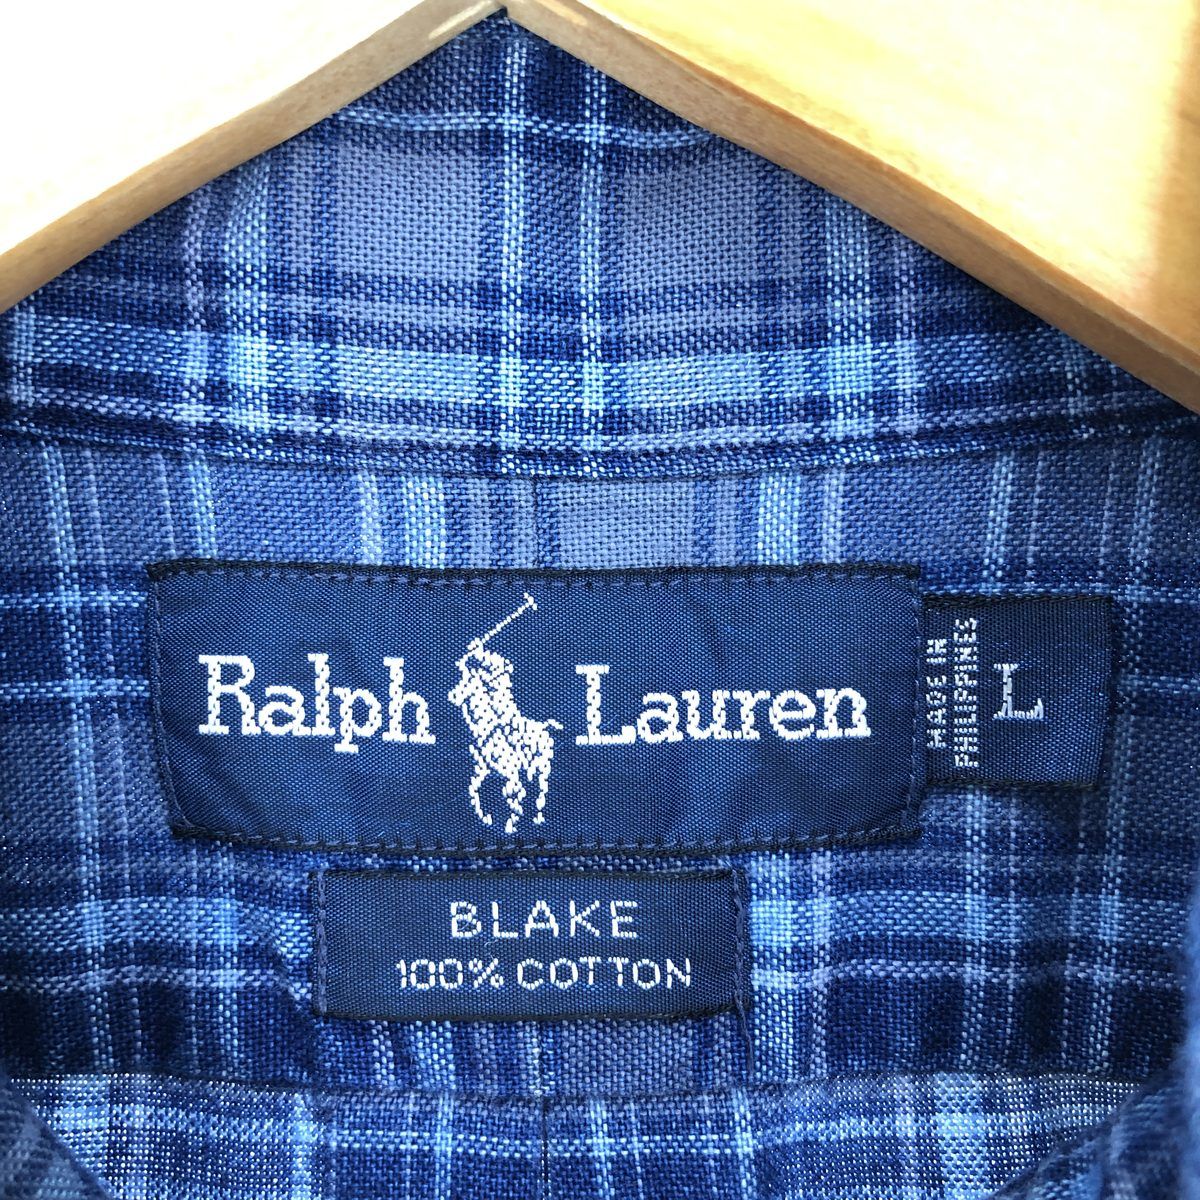 Ralph Lauren
MADE IN
PHILIPPINES
L
BLAKE
100% COTTON